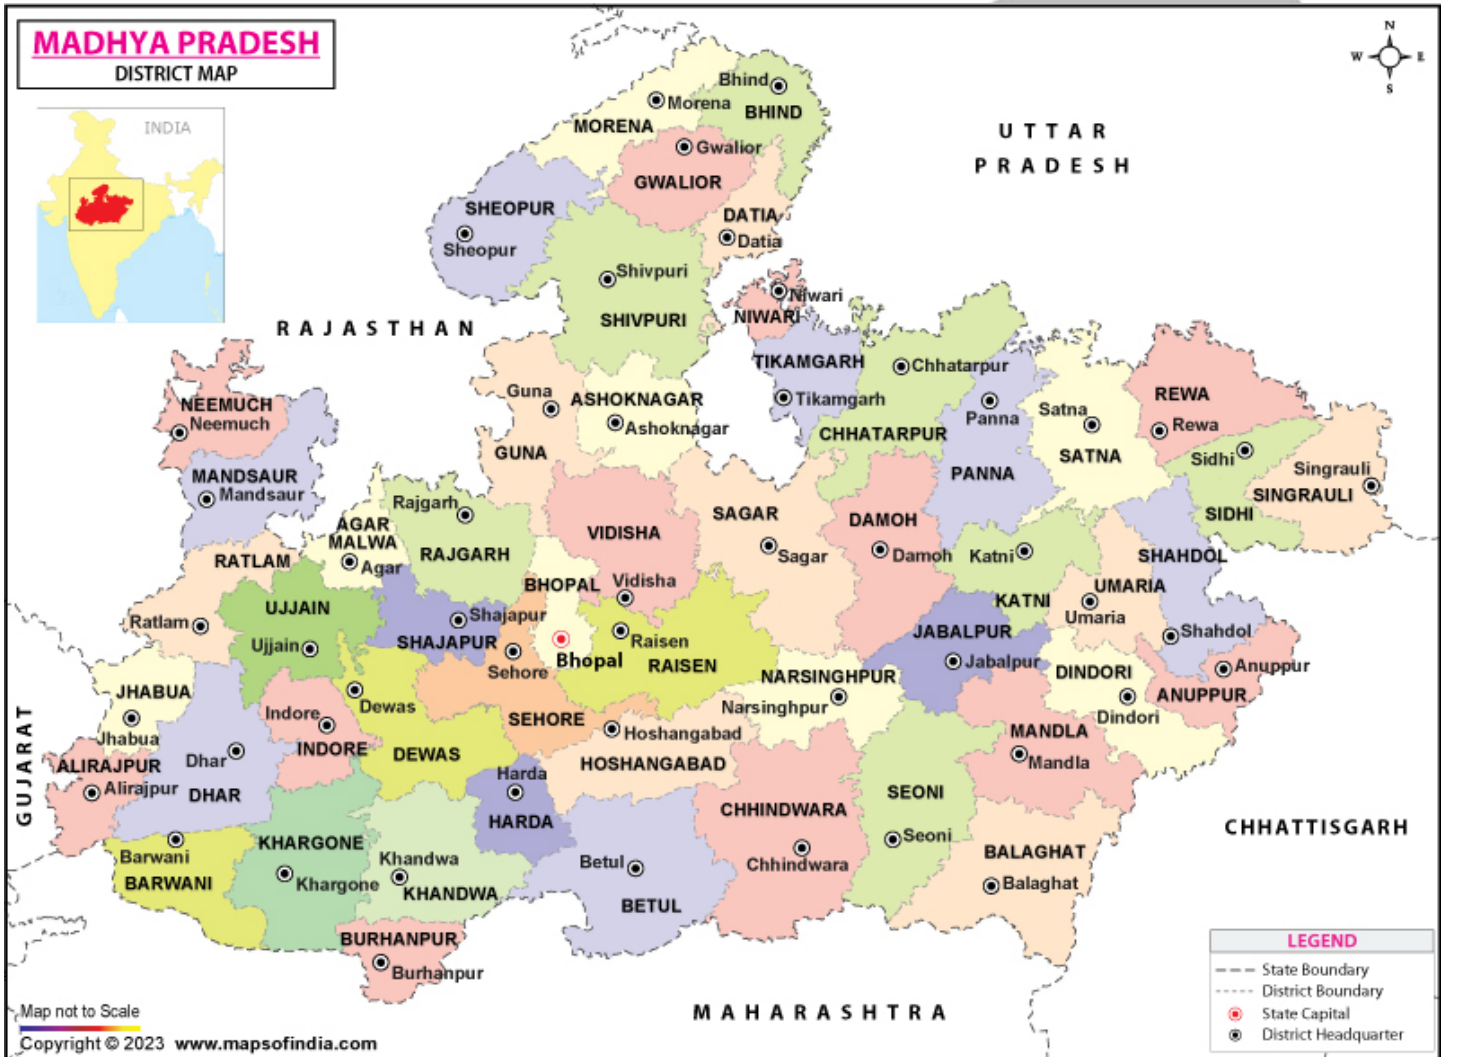 MADHYA PRADESH
DISTRICT MAP
INDIA
N
W E
S
UTTAR
PRADESH
RAJASTHAN
GUJARAT
CHHATTISGARH
MAHARASHTRA
Bhind
BHIND
Morena
MORENA
Gwalior
GWALIOR
SHEOPUR
Sheopur
DATIA
Datia
Shivpuri
SHIVPURI
Niwari
NIWARI
TIKAMGARH
Tikamgarh
Chhatarpur
CHHATARPUR
Panna
PANNA
Satna
SATNA
REWA
Rewa
Sidhi
SIDHI
Singrauli
SINGRAULI
NEEMUCH
Neemuch
MANDSAUR
Mandsaur
Guna
GUNA
ASHOKNAGAR
Ashoknagar
Rajgarh
RAJGARH
AGAR
MALWA
Agar
RATLAM
Ratlam
UJJAIN
Ujjain
Shajapur
SHAJAPUR
BHOPAL
Bhopal
VIDISHA
Vidisha
Raisen
RAISEN
SAGAR
Sagar
DAMOH
Damoh
Katni
KATNI
UMARIA
Umaria
SHAHDOL
Shahdol
Anuppur
ANUPPUR
DINDORI
Dindori
JABALPUR
Jabalpur
NARSINGHPUR
Narsinghpur
MANDLA
Mandla
Sehore
SEHORE
Hoshangabad
HOSHANGABAD
Dewas
DEWAS
Indore
INDORE
JHABUA
Jhabua
ALIRAJPUR
Alirajpur
Dhar
DHAR
Barwani
BARWANI
KHARGONE
Khargone
Khandwa
KHANDWA
Harda
HARDA
BURHANPUR
Burhanpur
Betul
BETUL
CHHINDWARA
Chhindwara
SEONI
Seoni
BALAGHAT
Balaghat
LEGEND
State Boundary
District Boundary
State Capital
District Headquarter
Map not to Scale
Copyright © 2023 www.mapsofindia.com